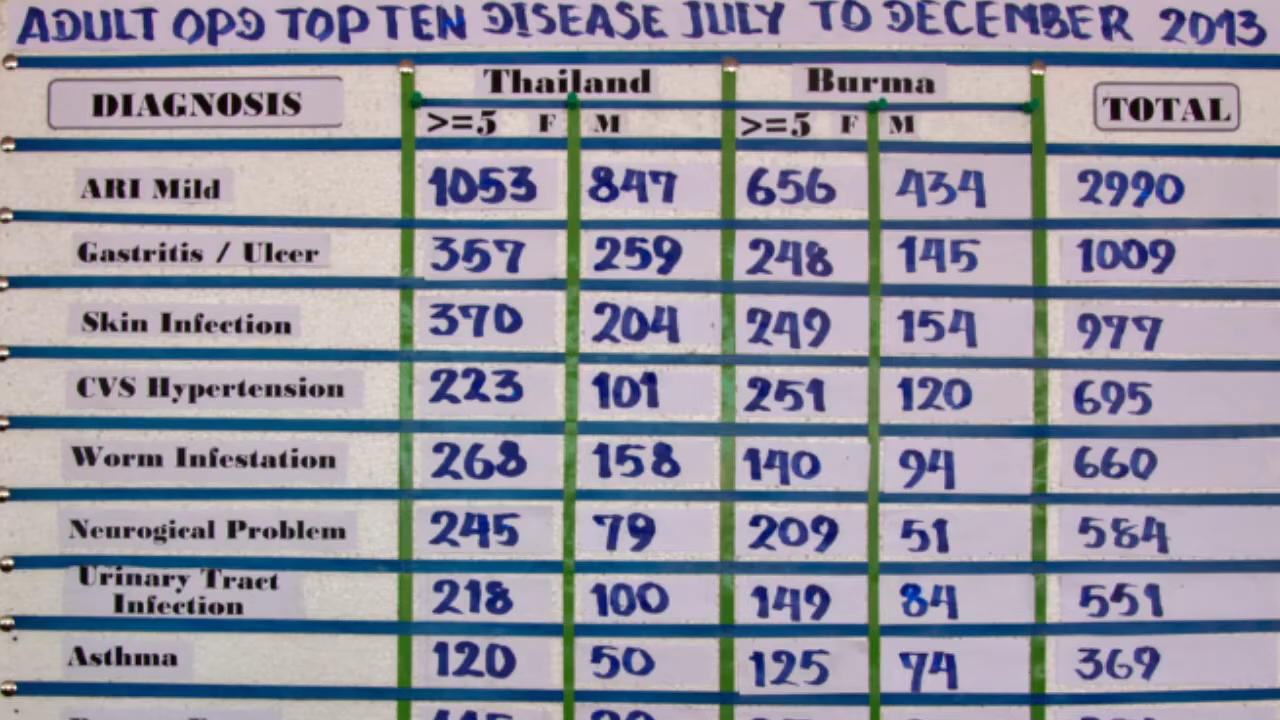 ADULT OPD TOP TEN DISEASE JULY TO DECEMBER 2013
DIAGNOSIS Thailand Burma TOTAL
>=5 F M >=5 F M
ARI Mild 1053 847 656 434 2990
Gastritis / Ulcer 357 259 248 145 1009
Skin Infection 370 204 249 154 977
CVS Hypertension 223 101 251 120 695
Worm Infestation 268 158 140 94 660
Neurogical Problem 245 79 209 51 584
Urinary Tract
Infection 218 100 149 84 551
Asthma 120 50 125 74 369